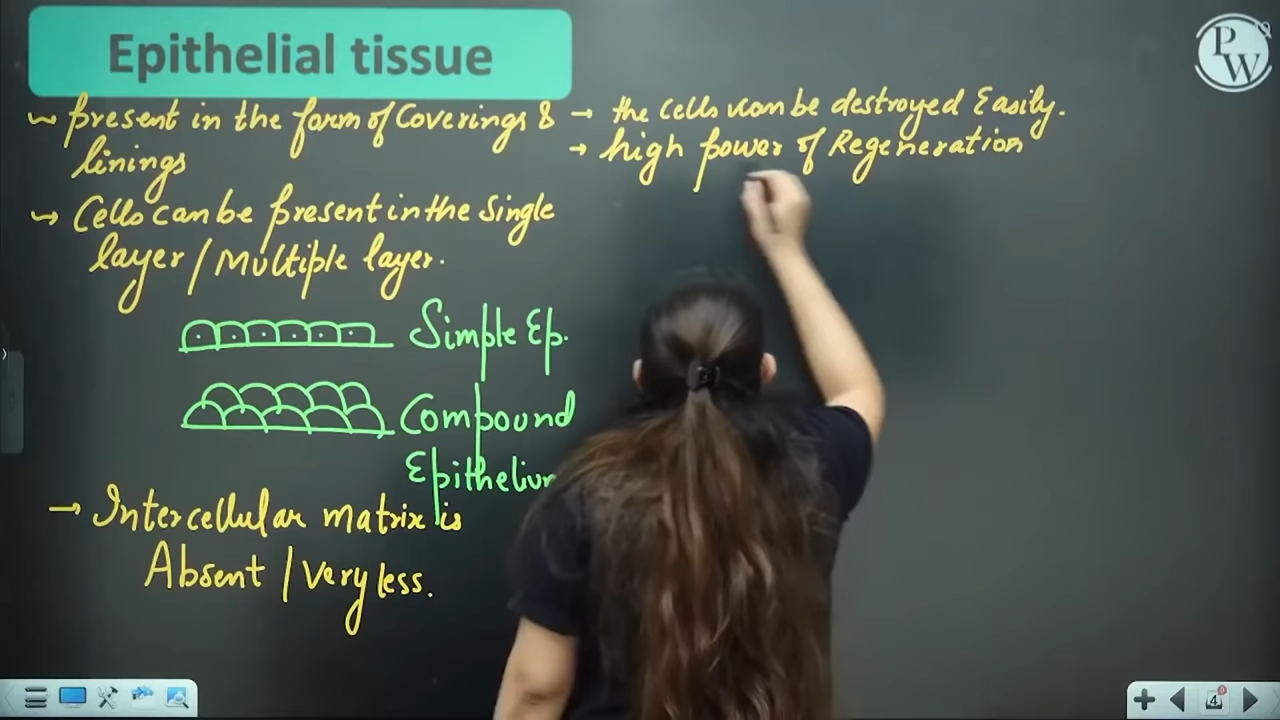 Epithelial tissue
PW
present in the form of Coverings &
linings
Cells can be present in the Single
layer / Multiple layer.
Simple Ep.
Compound
Epithelium
→ Intercellular matrix is
Absent / Very less.
→ the Cells can be destroyed Easily.
→ high power of Regeneration
4